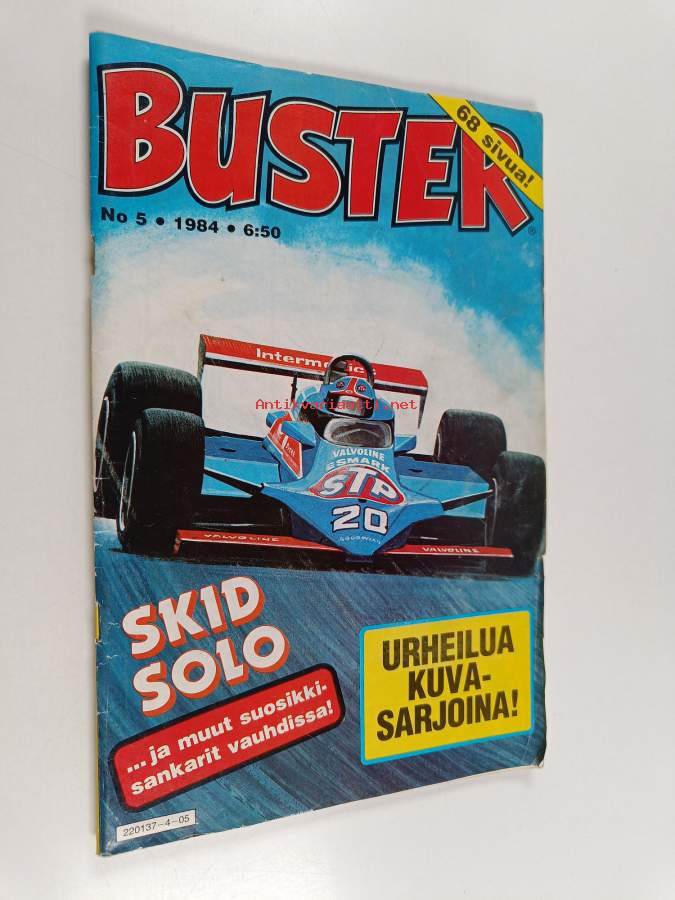 BUSTER
68 sivua!
No 5 • 1984 • 6:50
Intermedics
Antikvariaatti.net
VALVOLINE
ESMARK
STP
20
VALVOLINE
VALVOLINE
SKID
SOLO
...ja muut suosikki-
sankarit vauhdissa!
URHEILUA
KUVA-
SARJOINA!
220137-4-05